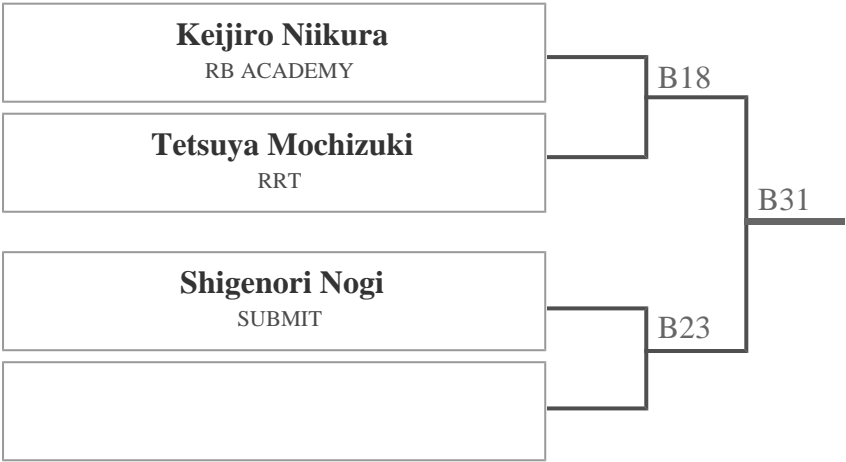 Keijiro Niikura
RB ACADEMY
B18
Tetsuya Mochizuki
RRT
B31
Shigenori Nogi
SUBMIT
B23